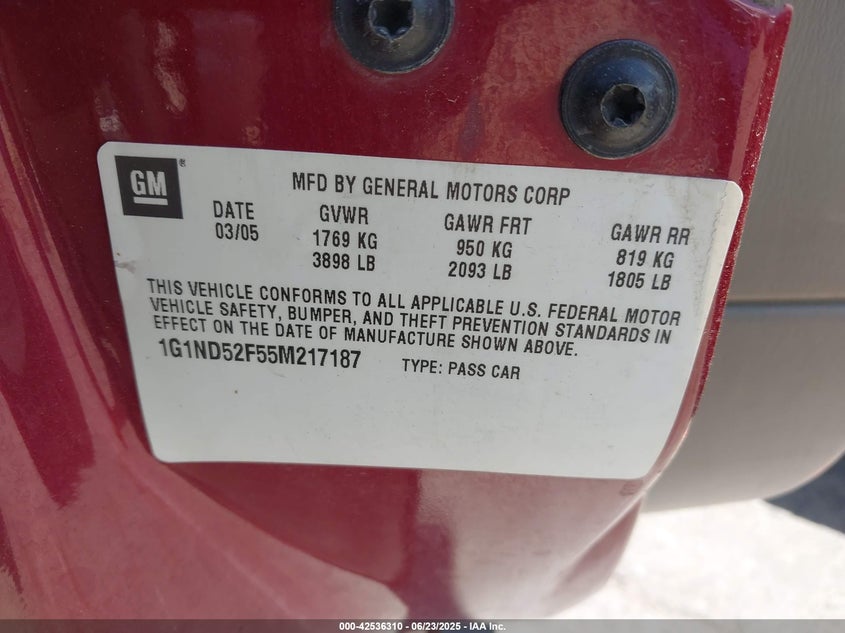 GM ®
MFD BY GENERAL MOTORS CORP
DATE GVWR GAWR FRT GAWR RR
03/05 1769 KG 950 KG 819 KG
3898 LB 2093 LB 1805 LB
THIS VEHICLE CONFORMS TO ALL APPLICABLE U.S. FEDERAL MOTOR
VEHICLE SAFETY, BUMPER, AND THEFT PREVENTION STANDARDS IN
EFFECT ON THE DATE OF MANUFACTURE SHOWN ABOVE.
1G1ND52F55M217187 TYPE: PASS CAR
000-42536310 - 06/23/2025 - IAA Inc.